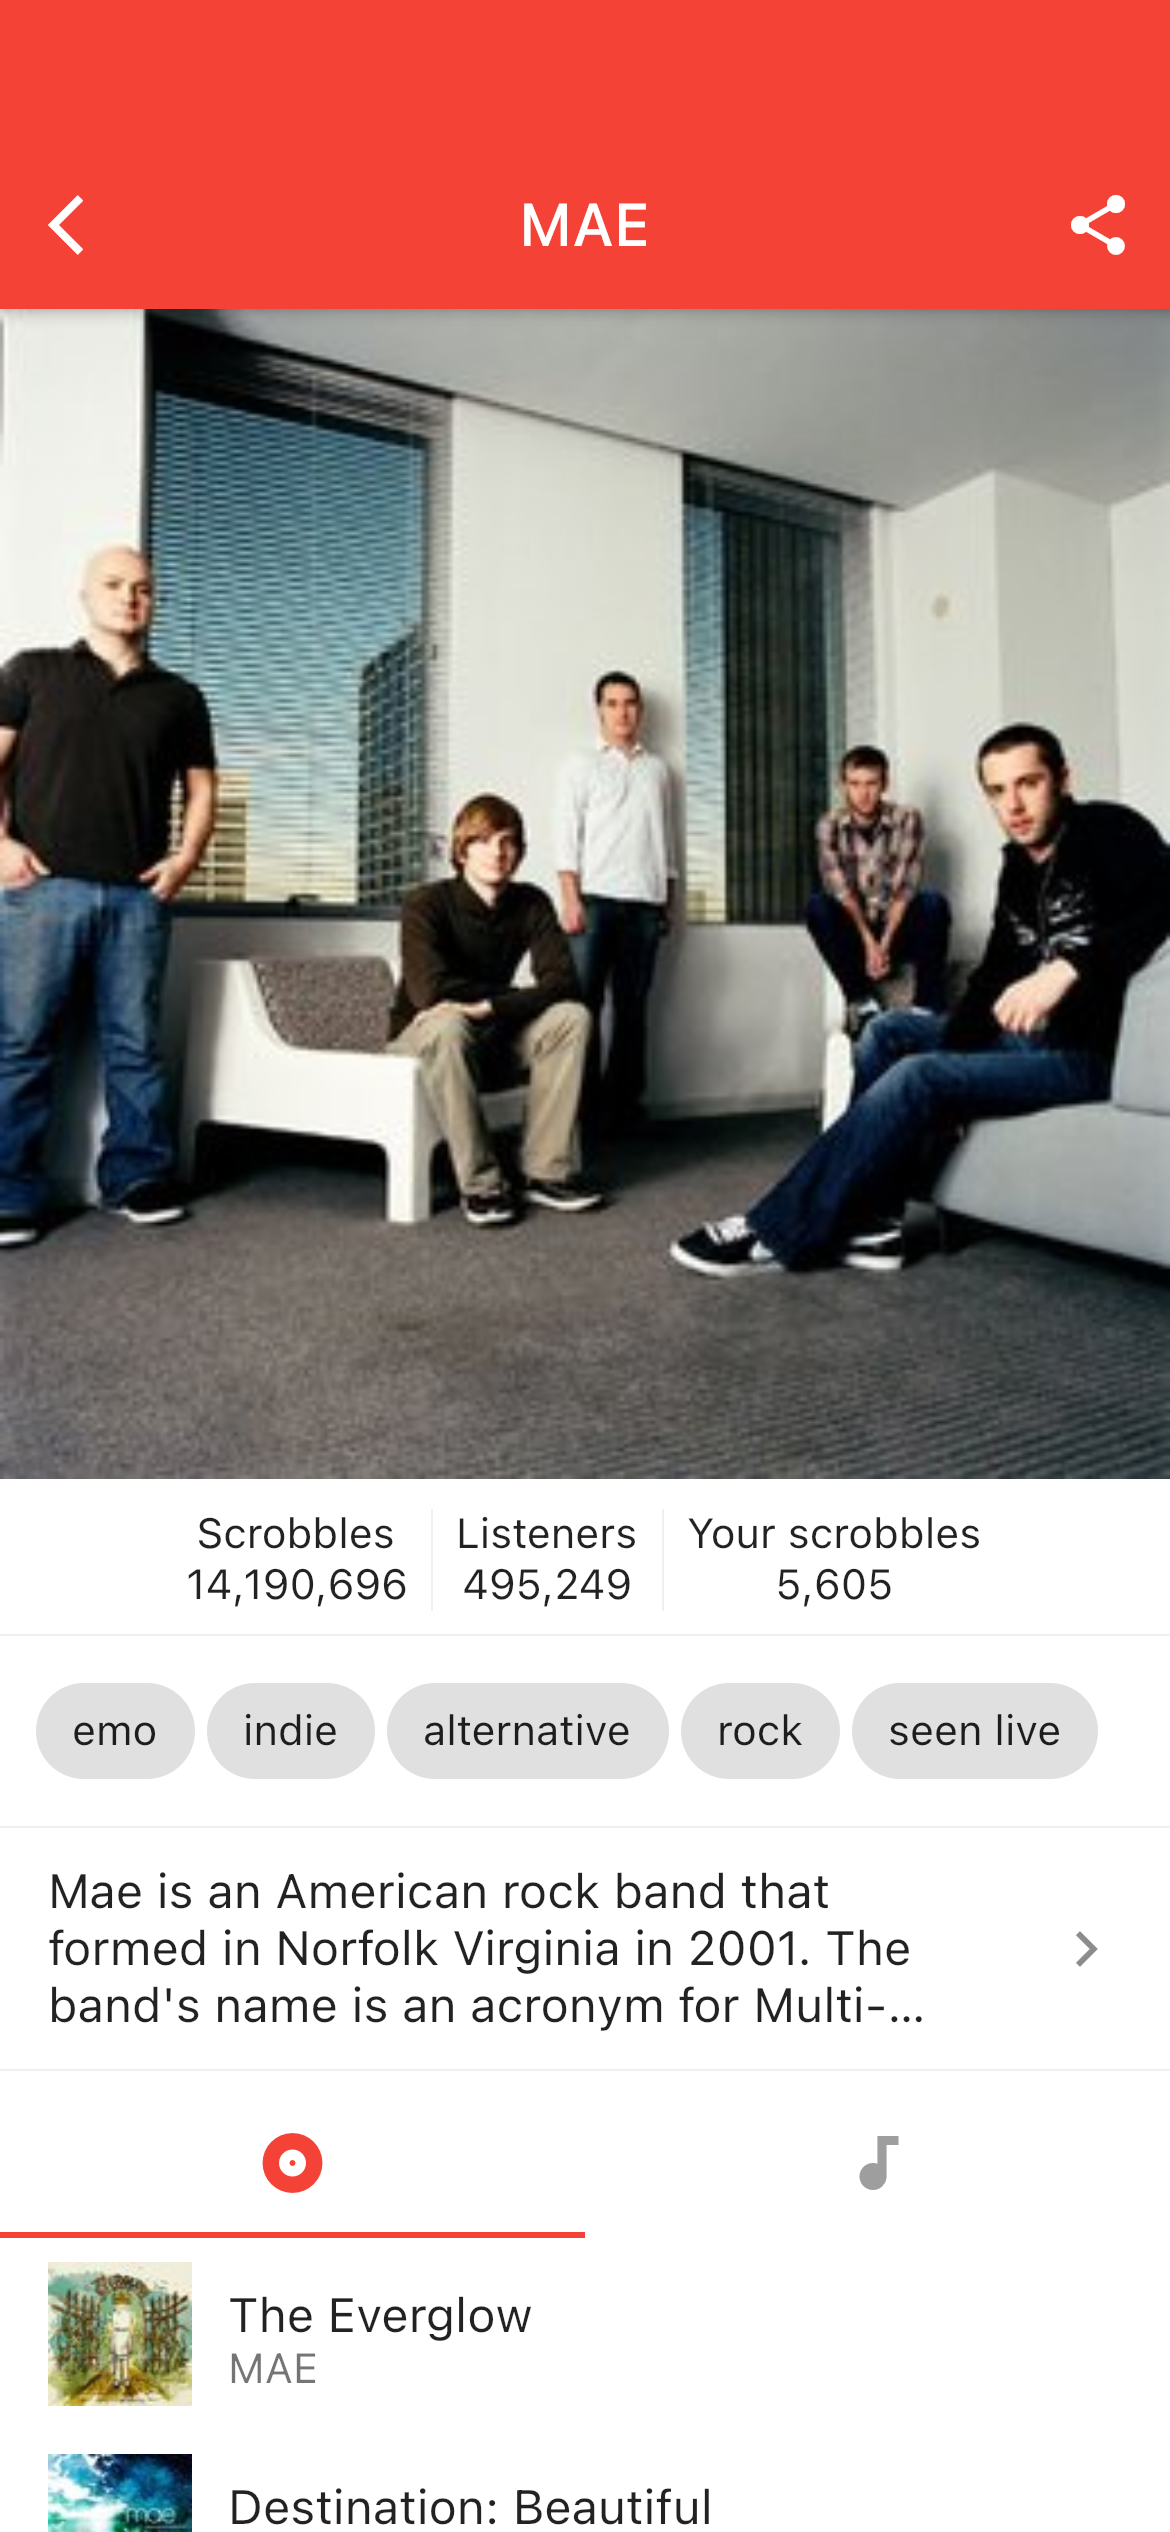 MAE
Scrobbles
14,190,696
Listeners
495,249
Your scrobbles
5,605
emo
indie
alternative
rock
seen live
Mae is an American rock band that
formed in Norfolk Virginia in 2001. The
band's name is an acronym for Multi-...
The Everglow
MAE
mae
Destination: Beautiful